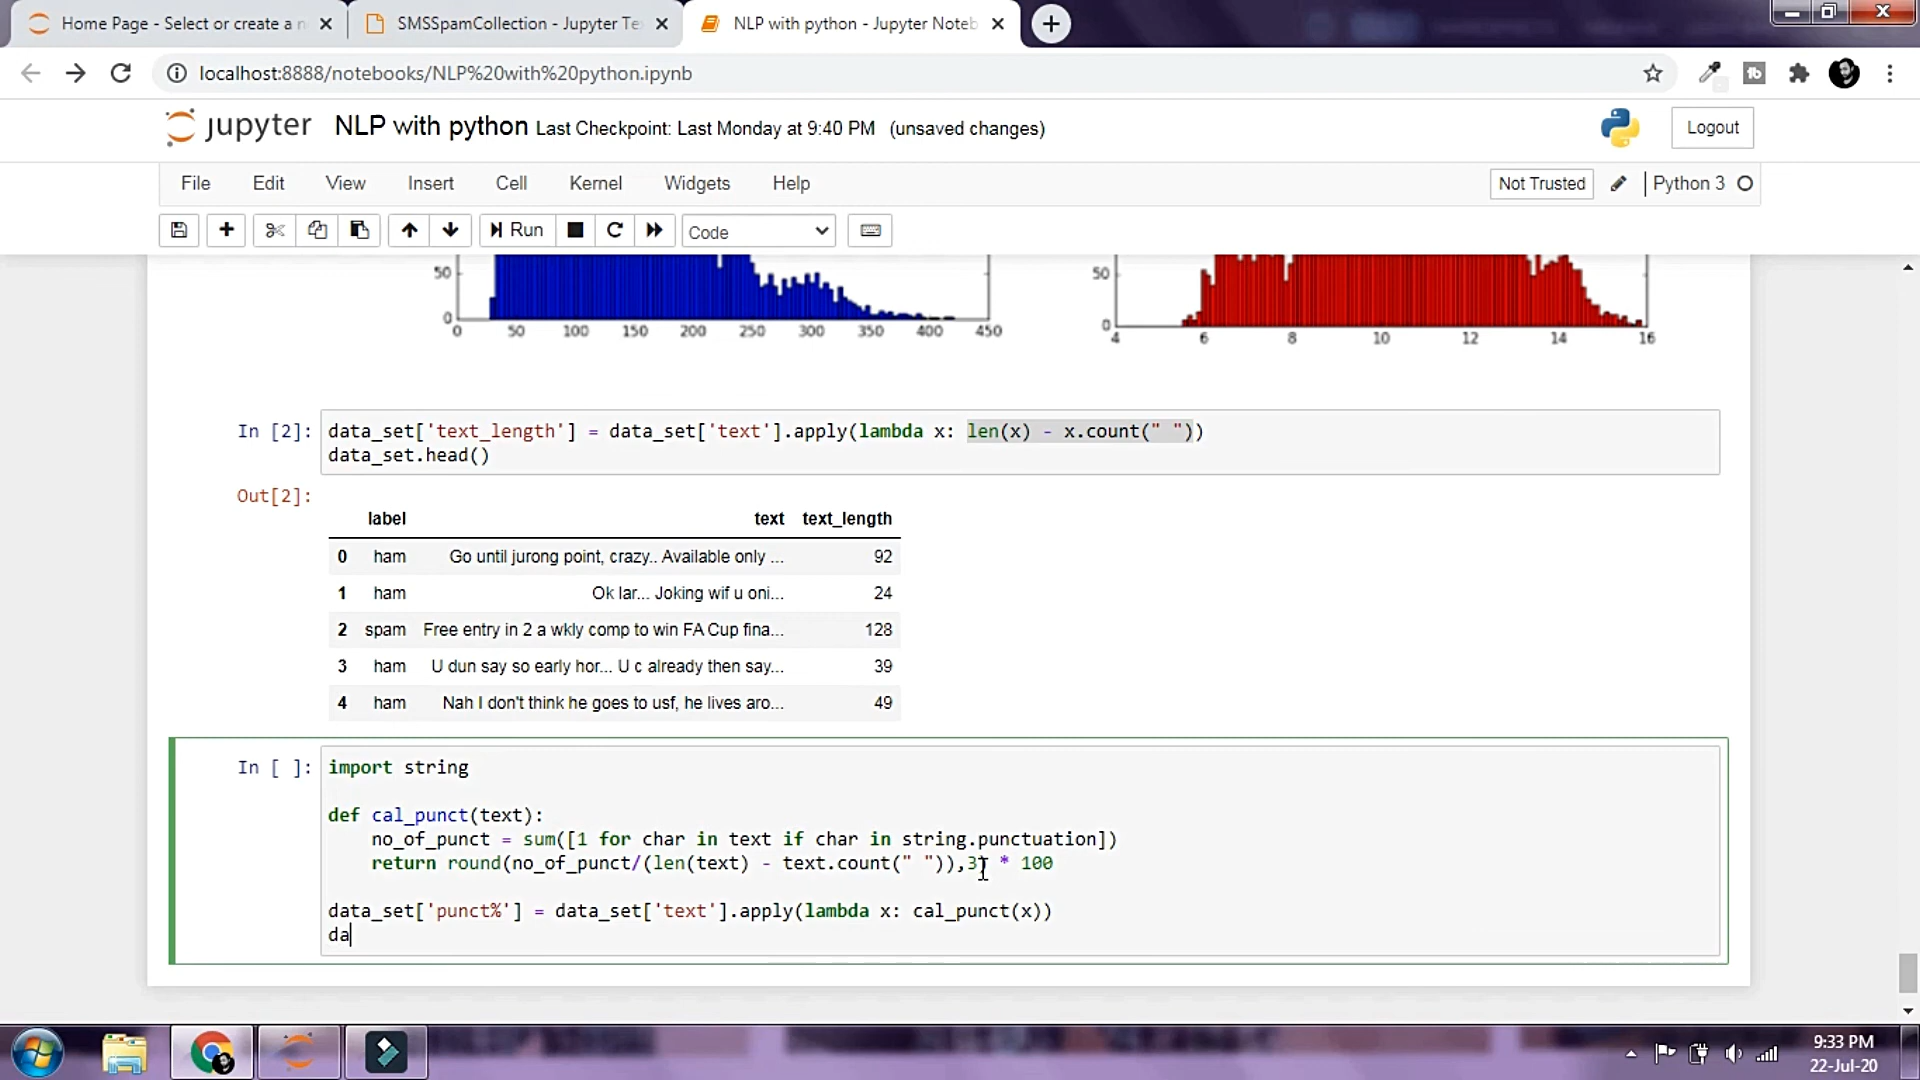 Home Page - Select or create a n
SMSSpamCollection - Jupyter Te
NLP with python - Jupyter Noteb
localhost:8888/notebooks/NLP%20with%20python.ipynb
jupyter NLP with python Last Checkpoint: Last Monday at 9:40 PM (unsaved changes)
Logout
File Edit View Insert Cell Kernel Widgets Help
Not Trusted
Python 3
Run
Code
50
0
0 50 100 150 200 250 300 350 400 450
50
0
4 6 8 10 12 14 16
In [2]: data_set['text_length'] = data_set['text'].apply(lambda x: len(x) - x.count(" "))
data_set.head()
Out[2]:
label text text_length
0 ham Go until jurong point, crazy.. Available only ... 92
1 ham Ok lar... Joking wif u oni... 24
2 spam Free entry in 2 a wkly comp to win FA Cup fina... 128
3 ham U dun say so early hor... U c already then say... 39
4 ham Nah I don't think he goes to usf, he lives aro... 49
In [ ]: import string
def cal_punct(text):
no_of_punct = sum([1 for char in text if char in string.punctuation])
return round(no_of_punct/(len(text) - text.count(" ")),3) * 100
data_set['punct%'] = data_set['text'].apply(lambda x: cal_punct(x))
da
9:33 PM
22-Jul-20